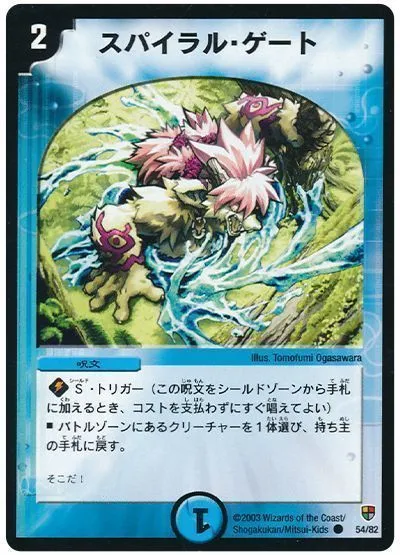 2
スパイラル・ゲート
Illus. Tomofumi Ogasawara
呪文
S・トリガー（この呪文をシールドゾーンから手札
に加えるとき、コストを支払わずにすぐ唱えてよい）
■バトルゾーンにあるクリーチャーを1体選び、持ち主
の手札に戻す。
そこだ！
1
©2003 Wizards of the Coast/
Shogakukan/Mitsui-Kids
54/82